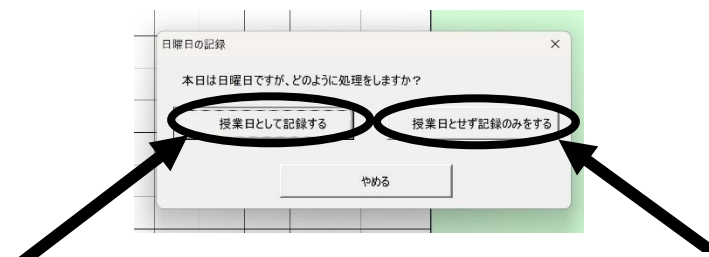 日曜日の記録
本日は日曜日ですが、どのように処理をしますか？
授業日として記録する
授業日とせず記録のみをする
やめる